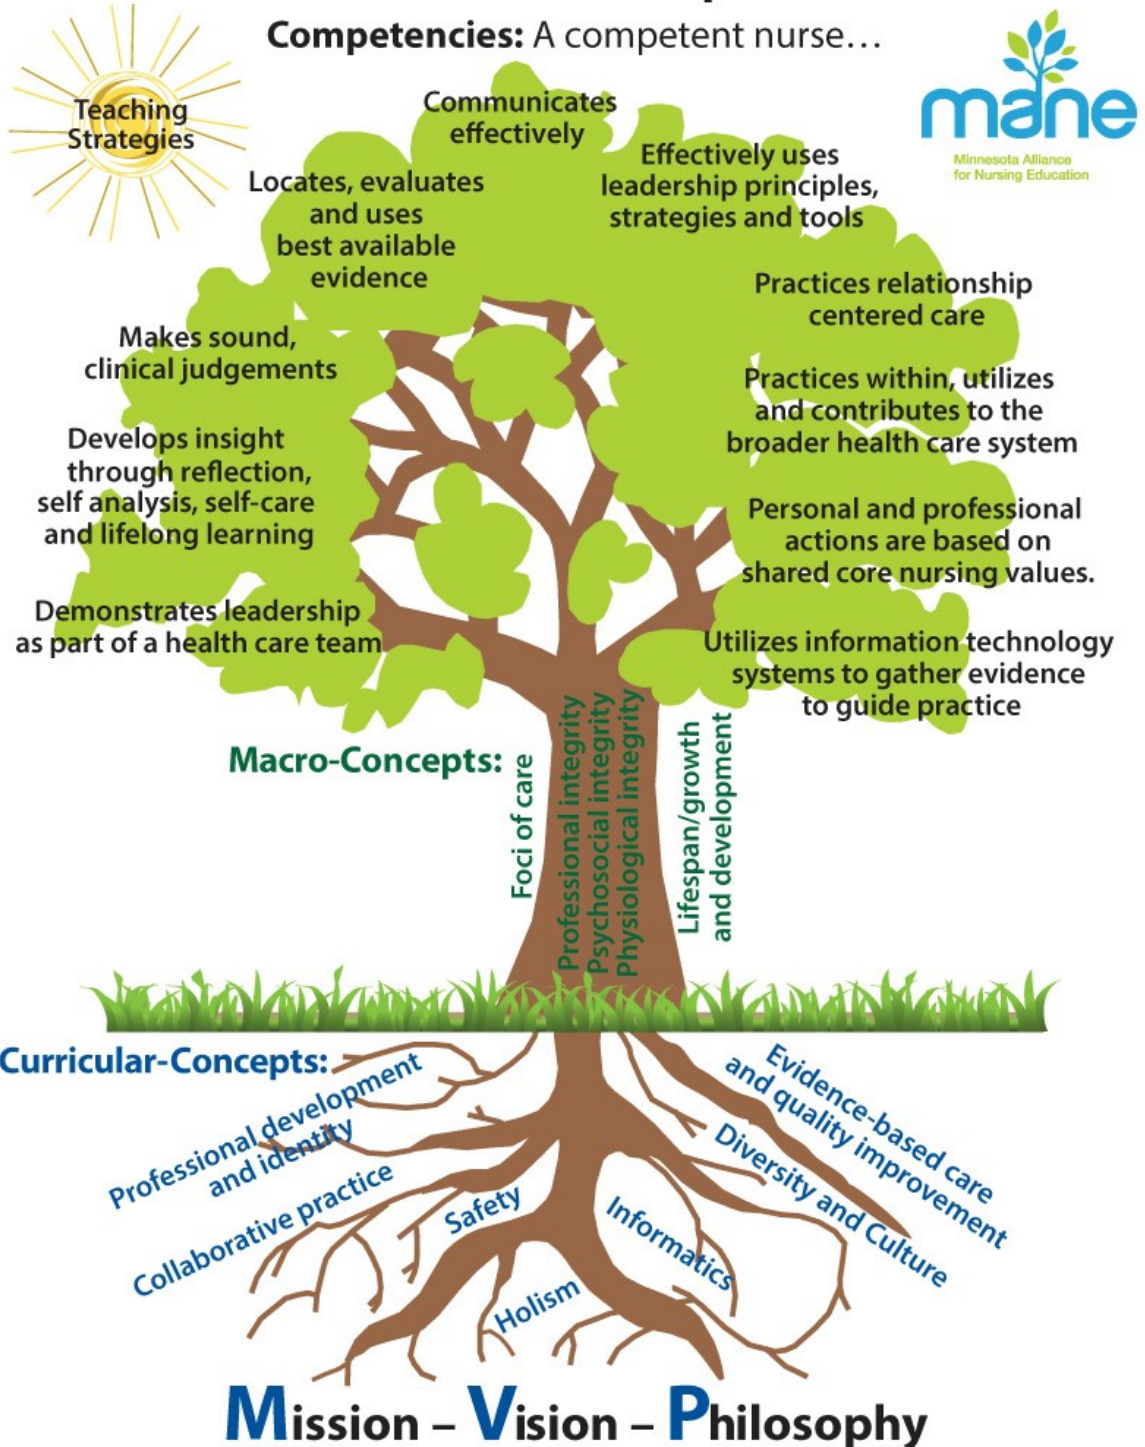 Competencies: A competent nurse…
Teaching
Strategies
mane
Minnesota Alliance
for Nursing Education
Communicates
effectively
Effectively uses
leadership principles,
strategies and tools
Locates, evaluates
and uses
best available
evidence
Practices relationship
centered care
Makes sound,
clinical judgements
Practices within, utilizes
and contributes to the
broader health care system
Develops insight
through reflection,
self analysis, self-care
and lifelong learning
Personal and professional
actions are based on
shared core nursing values.
Demonstrates leadership
as part of a health care team
Utilizes information technology
systems to gather evidence
to guide practice
Macro-Concepts:
Foci of care
Professional integrity
Psychosocial integrity
Physiological integrity
Lifespan/growth
and development
Curricular-Concepts:
Professional development
and identity
Collaborative practice
Safety
Holism
Informatics
Diversity and Culture
Evidence-based care
and quality improvement
Mission – Vision – Philosophy